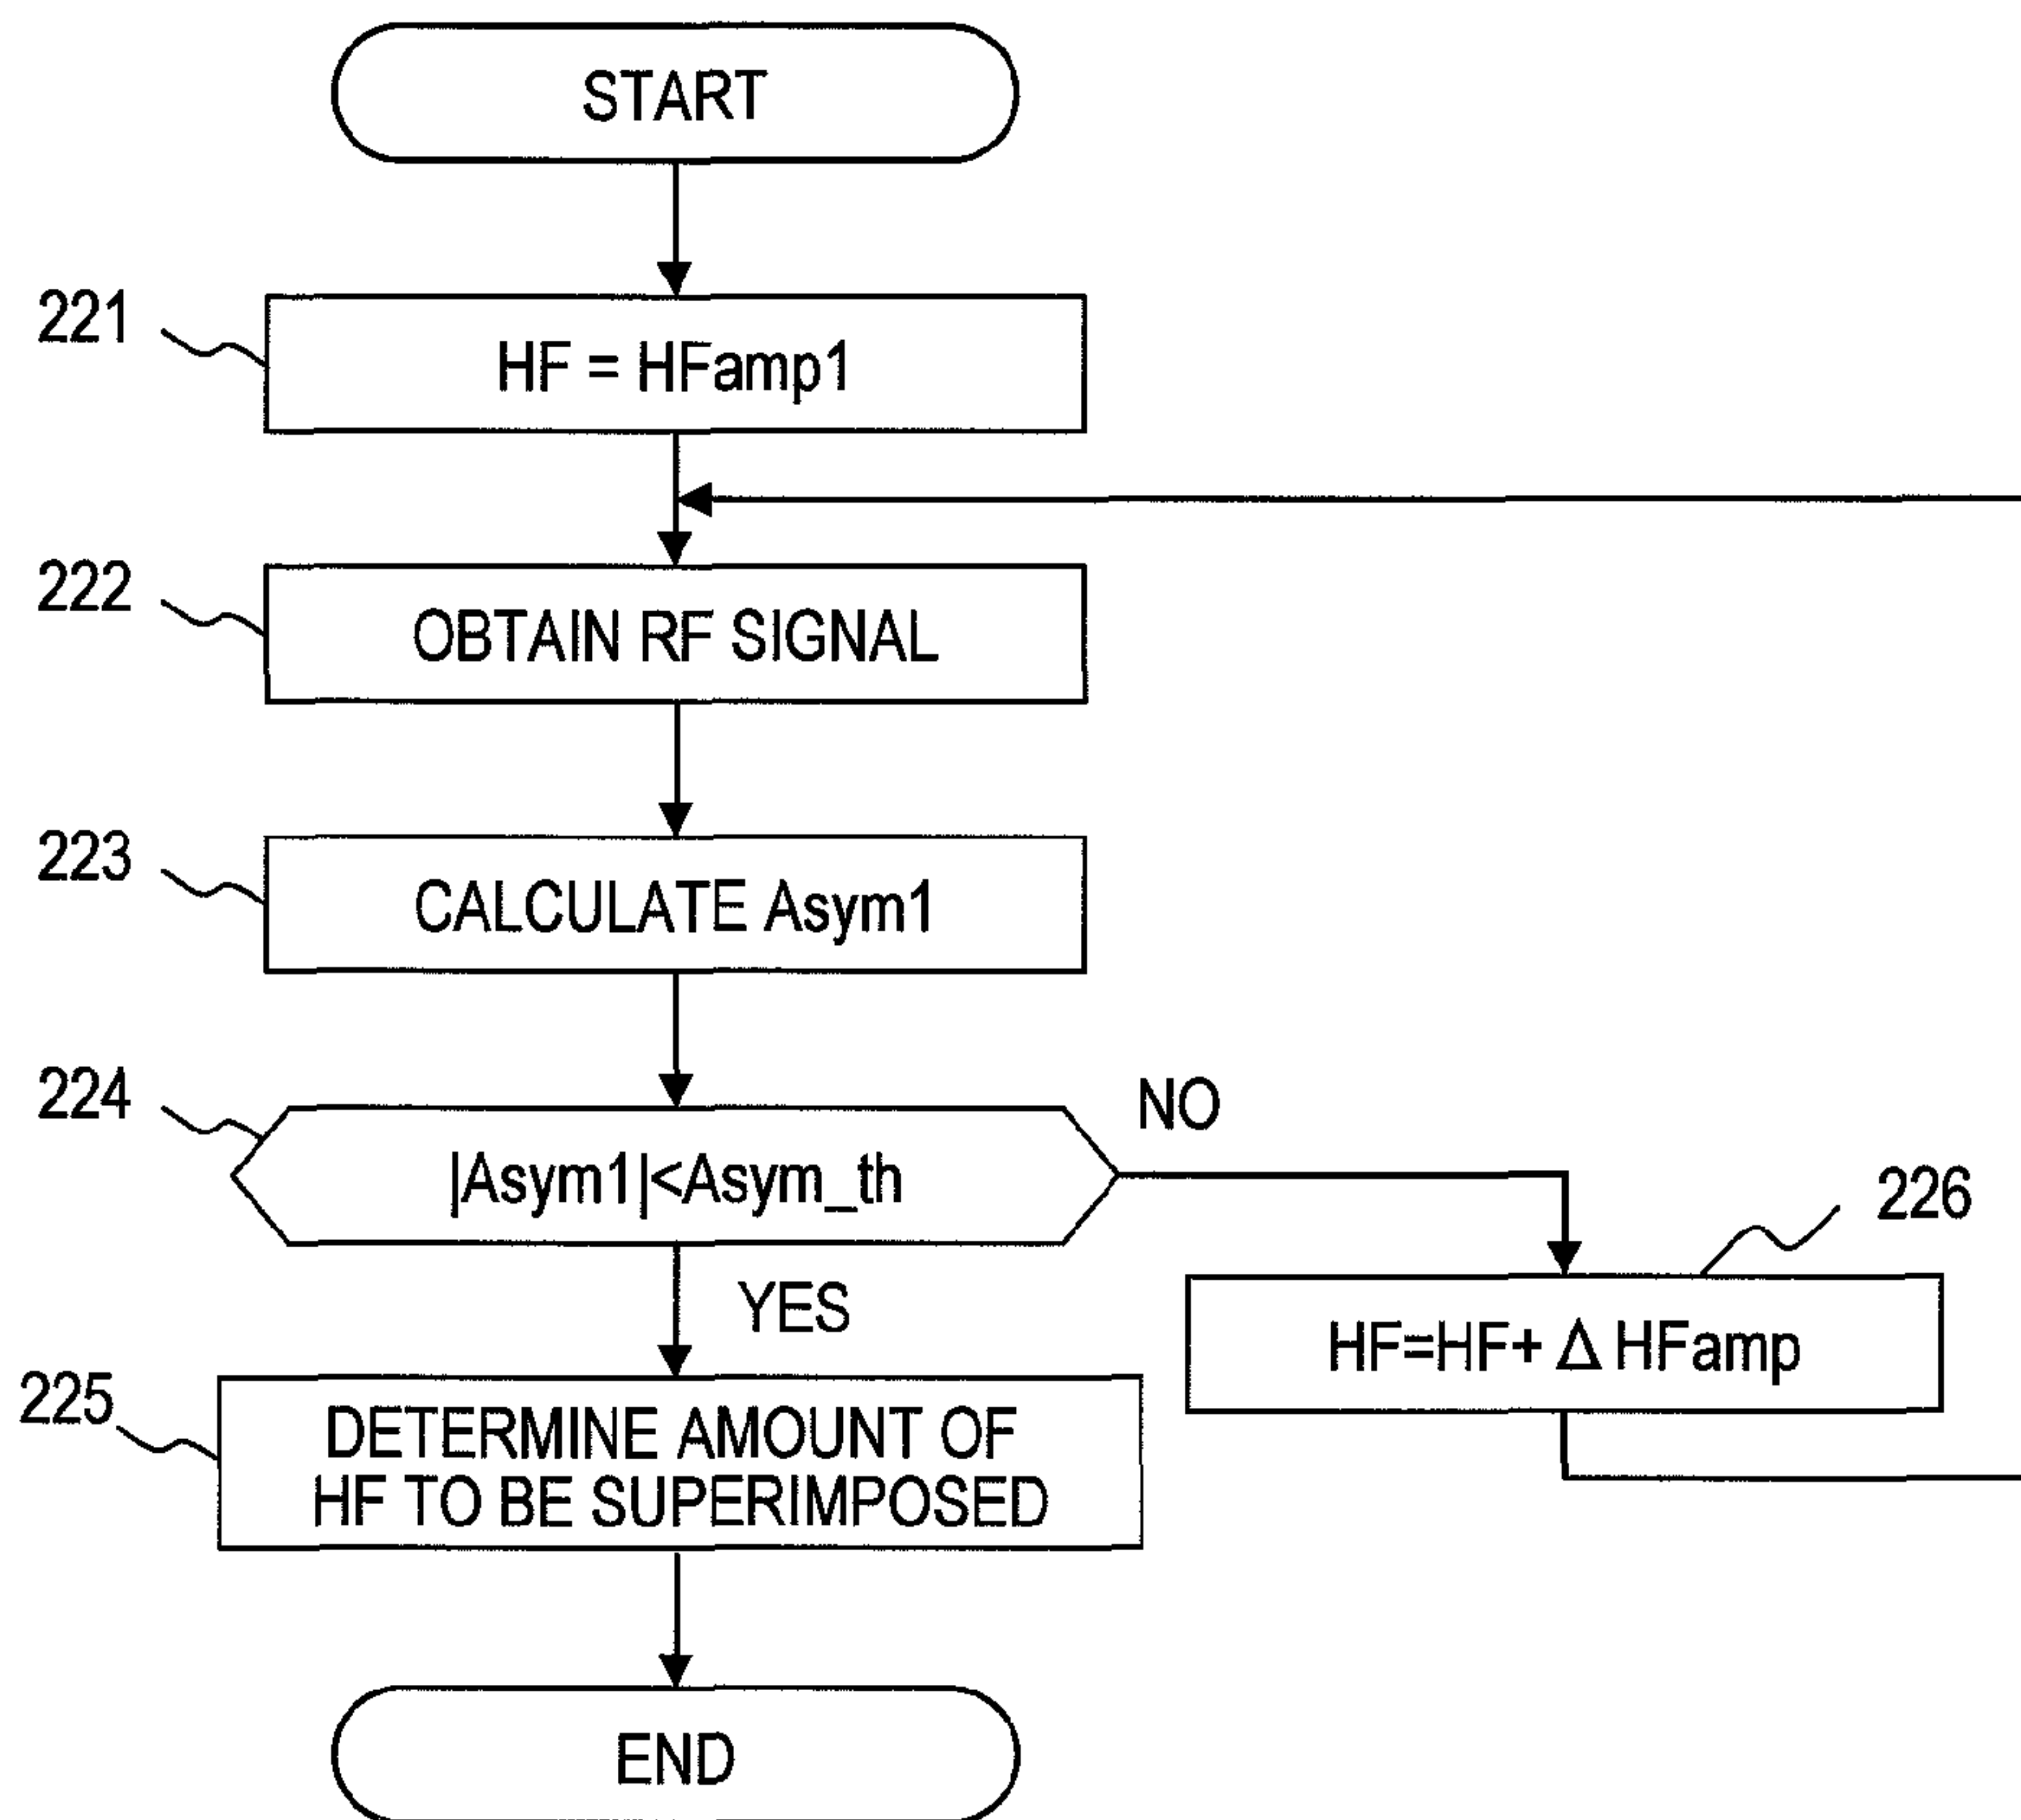 START
221
HF = HFamp1
222
OBTAIN RF SIGNAL
223
CALCULATE Asym1
224
|Asym1|<Asym_th
NO
YES
226
HF=HF+ Δ HFamp
225
DETERMINE AMOUNT OF
HF TO BE SUPERIMPOSED
END